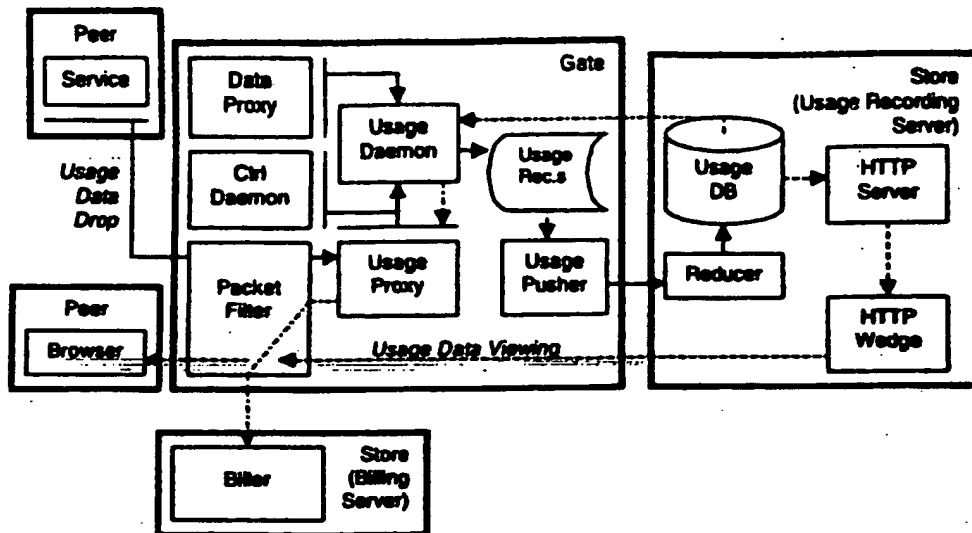 Peer
Service
Usage
Data
Drop
Peer
Browser
Gate
Data
Proxy
Ctrl
Daemon
Packet
Filter
Usage
Daemon
Usage
Rec.s
Usage
Proxy
Usage
Pusher
Usage Data Viewing
Store
(Usage Recording
Server)
Usage
DB
HTTP
Server
Reducer
HTTP
Wedge
Biller
Store
(Billing
Server)